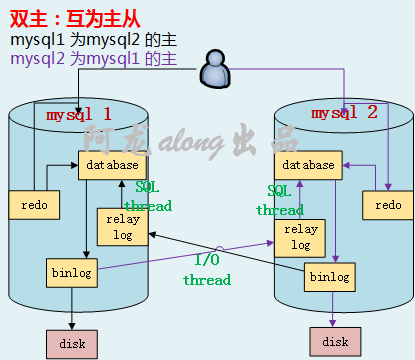 双主：互为主从
mysql1 为mysql2 的主
mysql2 为mysql1 的主
mysql 1
mysql 2
阿龙along出品
database
database
SQL
thread
SQL
thread
redo
relay
log
relay
log
redo
I/O
thread
binlog
binlog
disk
disk